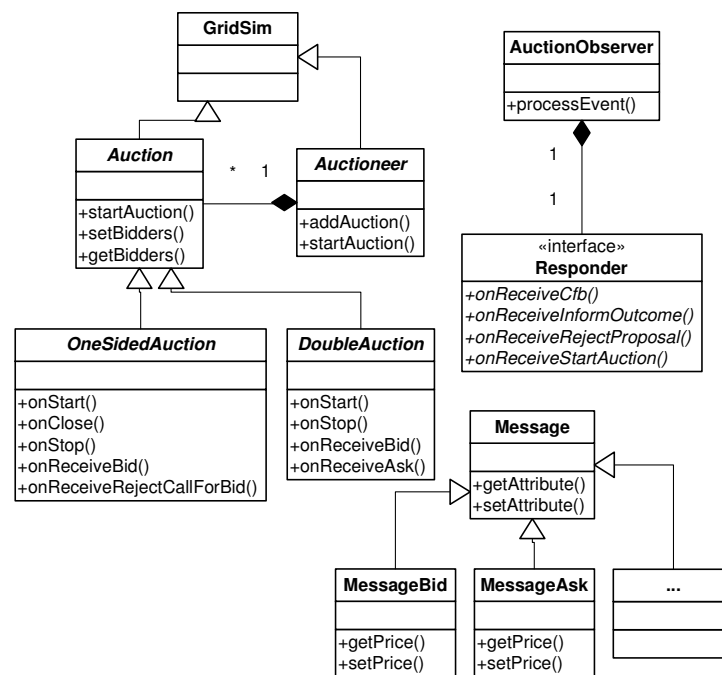 GridSim
AuctionObserver
+processEvent()
Auction
+startAuction()
+setBidders()
+getBidders()
* 1
Auctioneer
+addAuction()
+startAuction()
1
1
«interface»
Responder
+onReceiveCfb()
+onReceiveInformOutcome()
+onReceiveRejectProposal()
+onReceiveStartAuction()
OneSidedAuction
+onStart()
+onClose()
+onStop()
+onReceiveBid()
+onReceiveRejectCallForBid()
DoubleAuction
+onStart()
+onStop()
+onReceiveBid()
+onReceiveAsk()
Message
+getAttribute()
+setAttribute()
MessageBid
+getPrice()
+setPrice()
MessageAsk
+getPrice()
+setPrice()
...